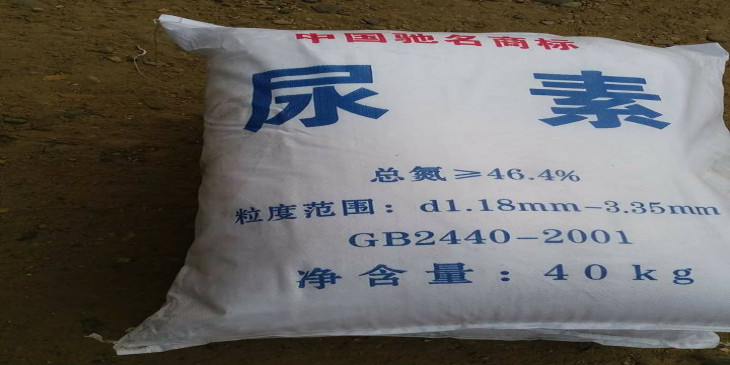 中国驰名商标
尿素
总氮≥46.4%
粒度范围：d1.18mm-3.35mm
GB2440-2001
净含量：40kg